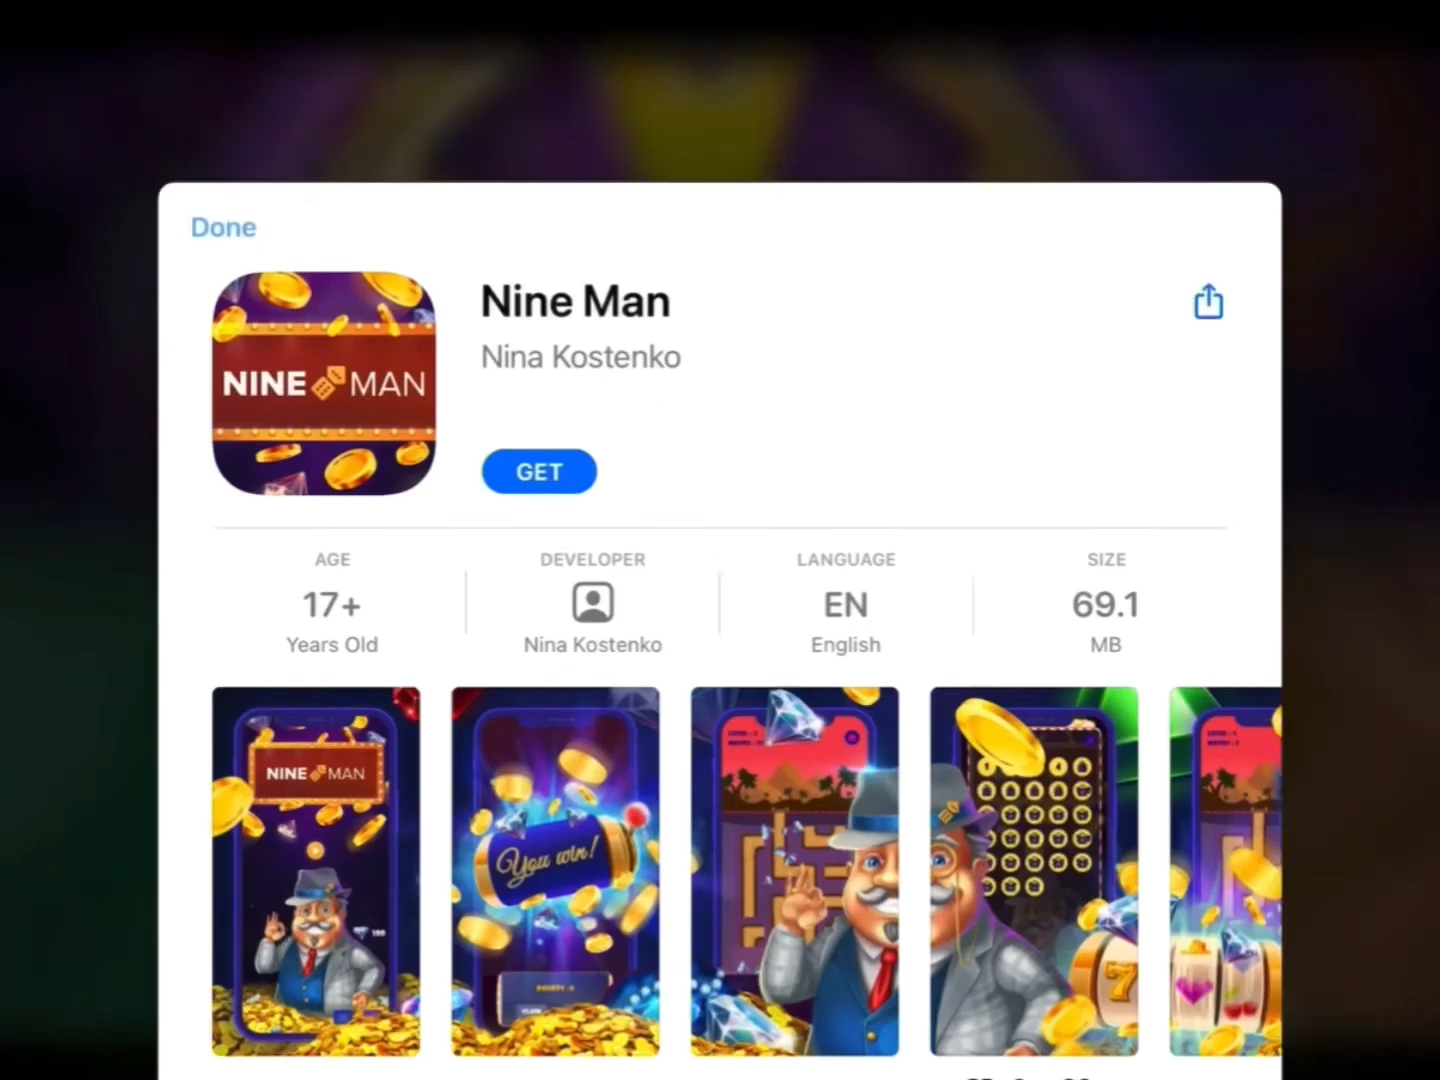 Done
NINE MAN
Nine Man
Nina Kostenko
GET
AGE
17+
Years Old
DEVELOPER
Nina Kostenko
LANGUAGE
EN
English
SIZE
69.1
MB
NINE MAN
You win!
7